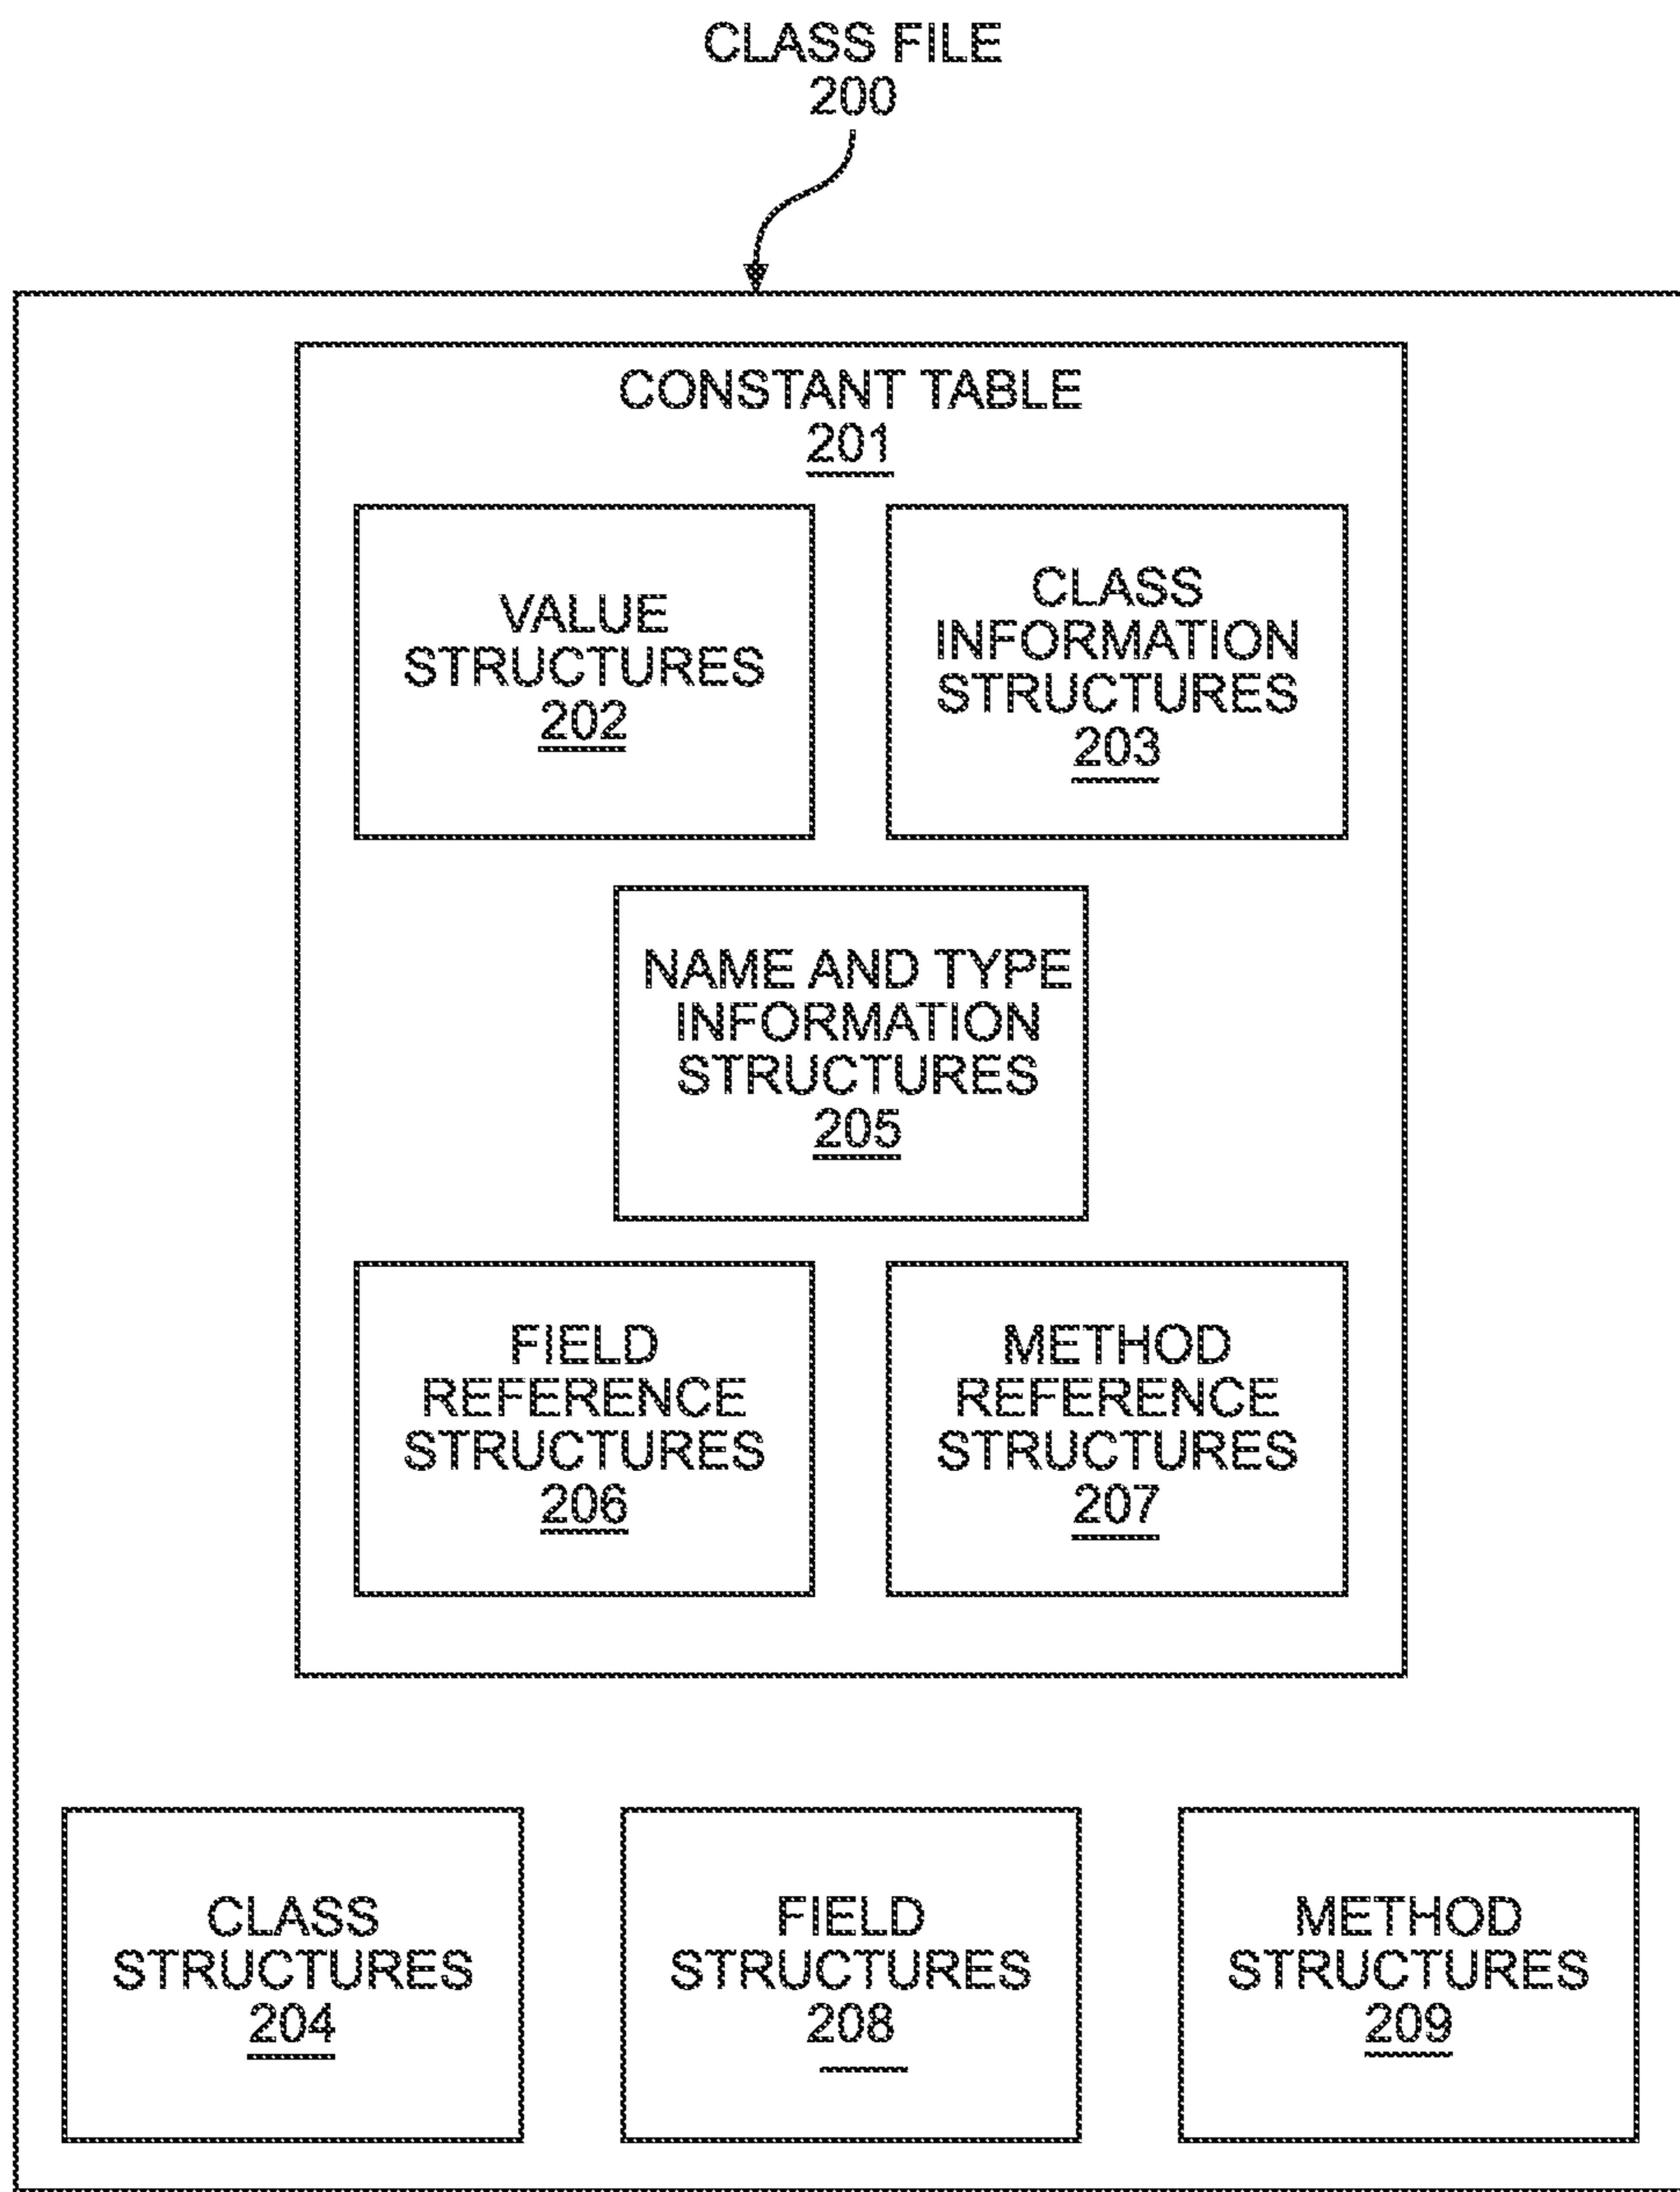 CLASS FILE
200
CONSTANT TABLE
201
VALUE
STRUCTURES
202
CLASS
INFORMATION
STRUCTURES
203
NAME AND TYPE
INFORMATION
STRUCTURES
205
FIELD
REFERENCE
STRUCTURES
206
METHOD
REFERENCE
STRUCTURES
207
CLASS
STRUCTURES
204
FIELD
STRUCTURES
208
METHOD
STRUCTURES
209